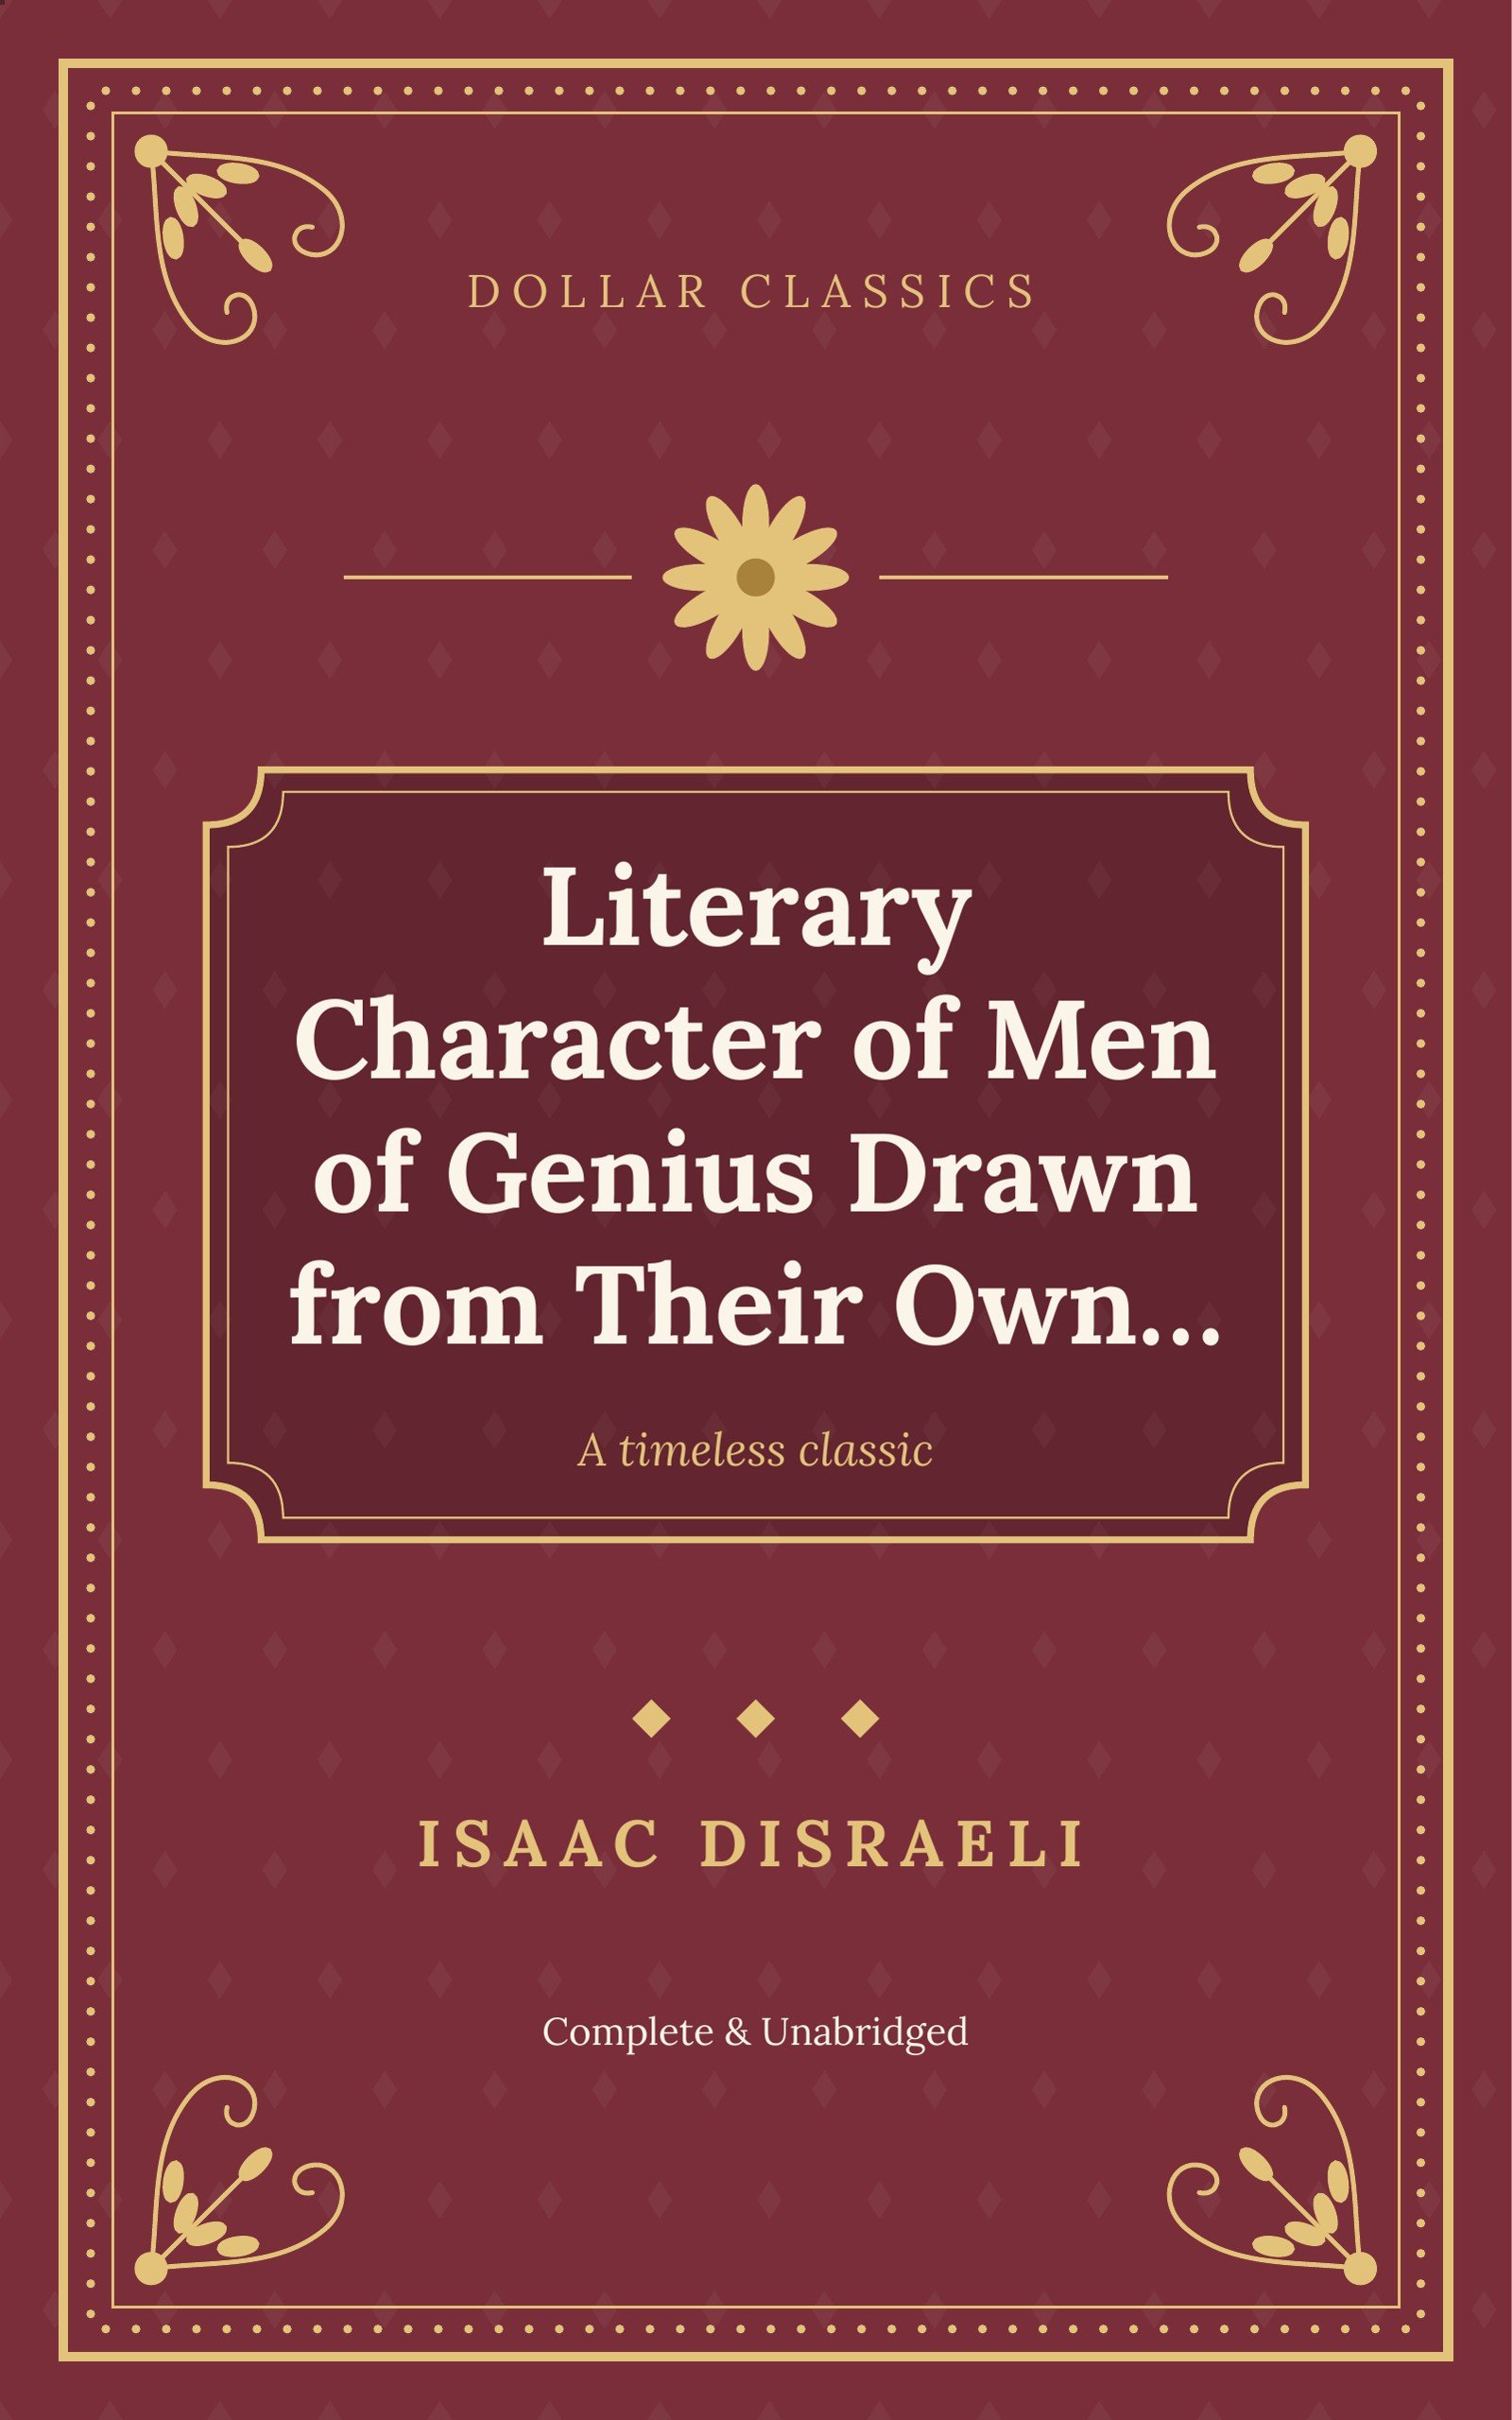 DOLLAR CLASSICS
Literary
Character of Men
of Genius Drawn
from Their Own...
A timeless classic
ISAAC DISRAELI
Complete & Unabridged